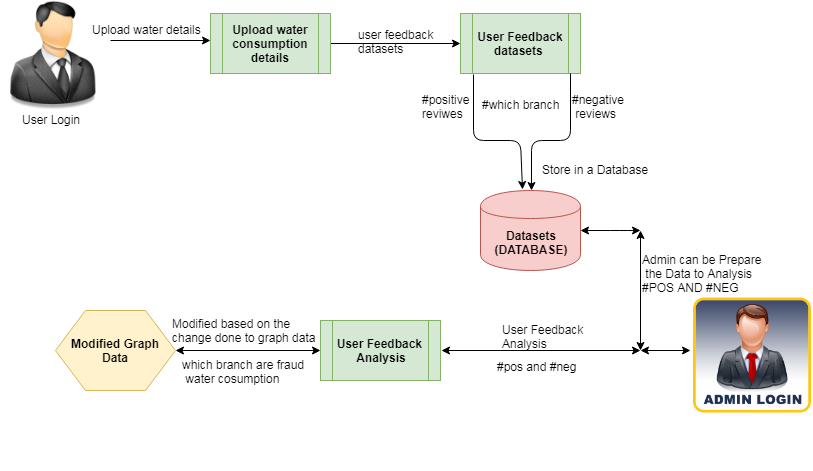 Upload water details
Upload water
consumption
details
user feedback
datasets
User Feedback
datasets
User Login
#positive
reviwes
#which branch
#negative
reviews
Store in a Database
Datasets
(DATABASE)
Admin can be Prepare
the Data to Analysis
#POS AND #NEG
Modified Graph
Data
Modified based on the
change done to graph data
which branch are fraud
water cosumption
User Feedback
Analysis
User Feedback
Analysis
#pos and #neg
ADMIN LOGIN